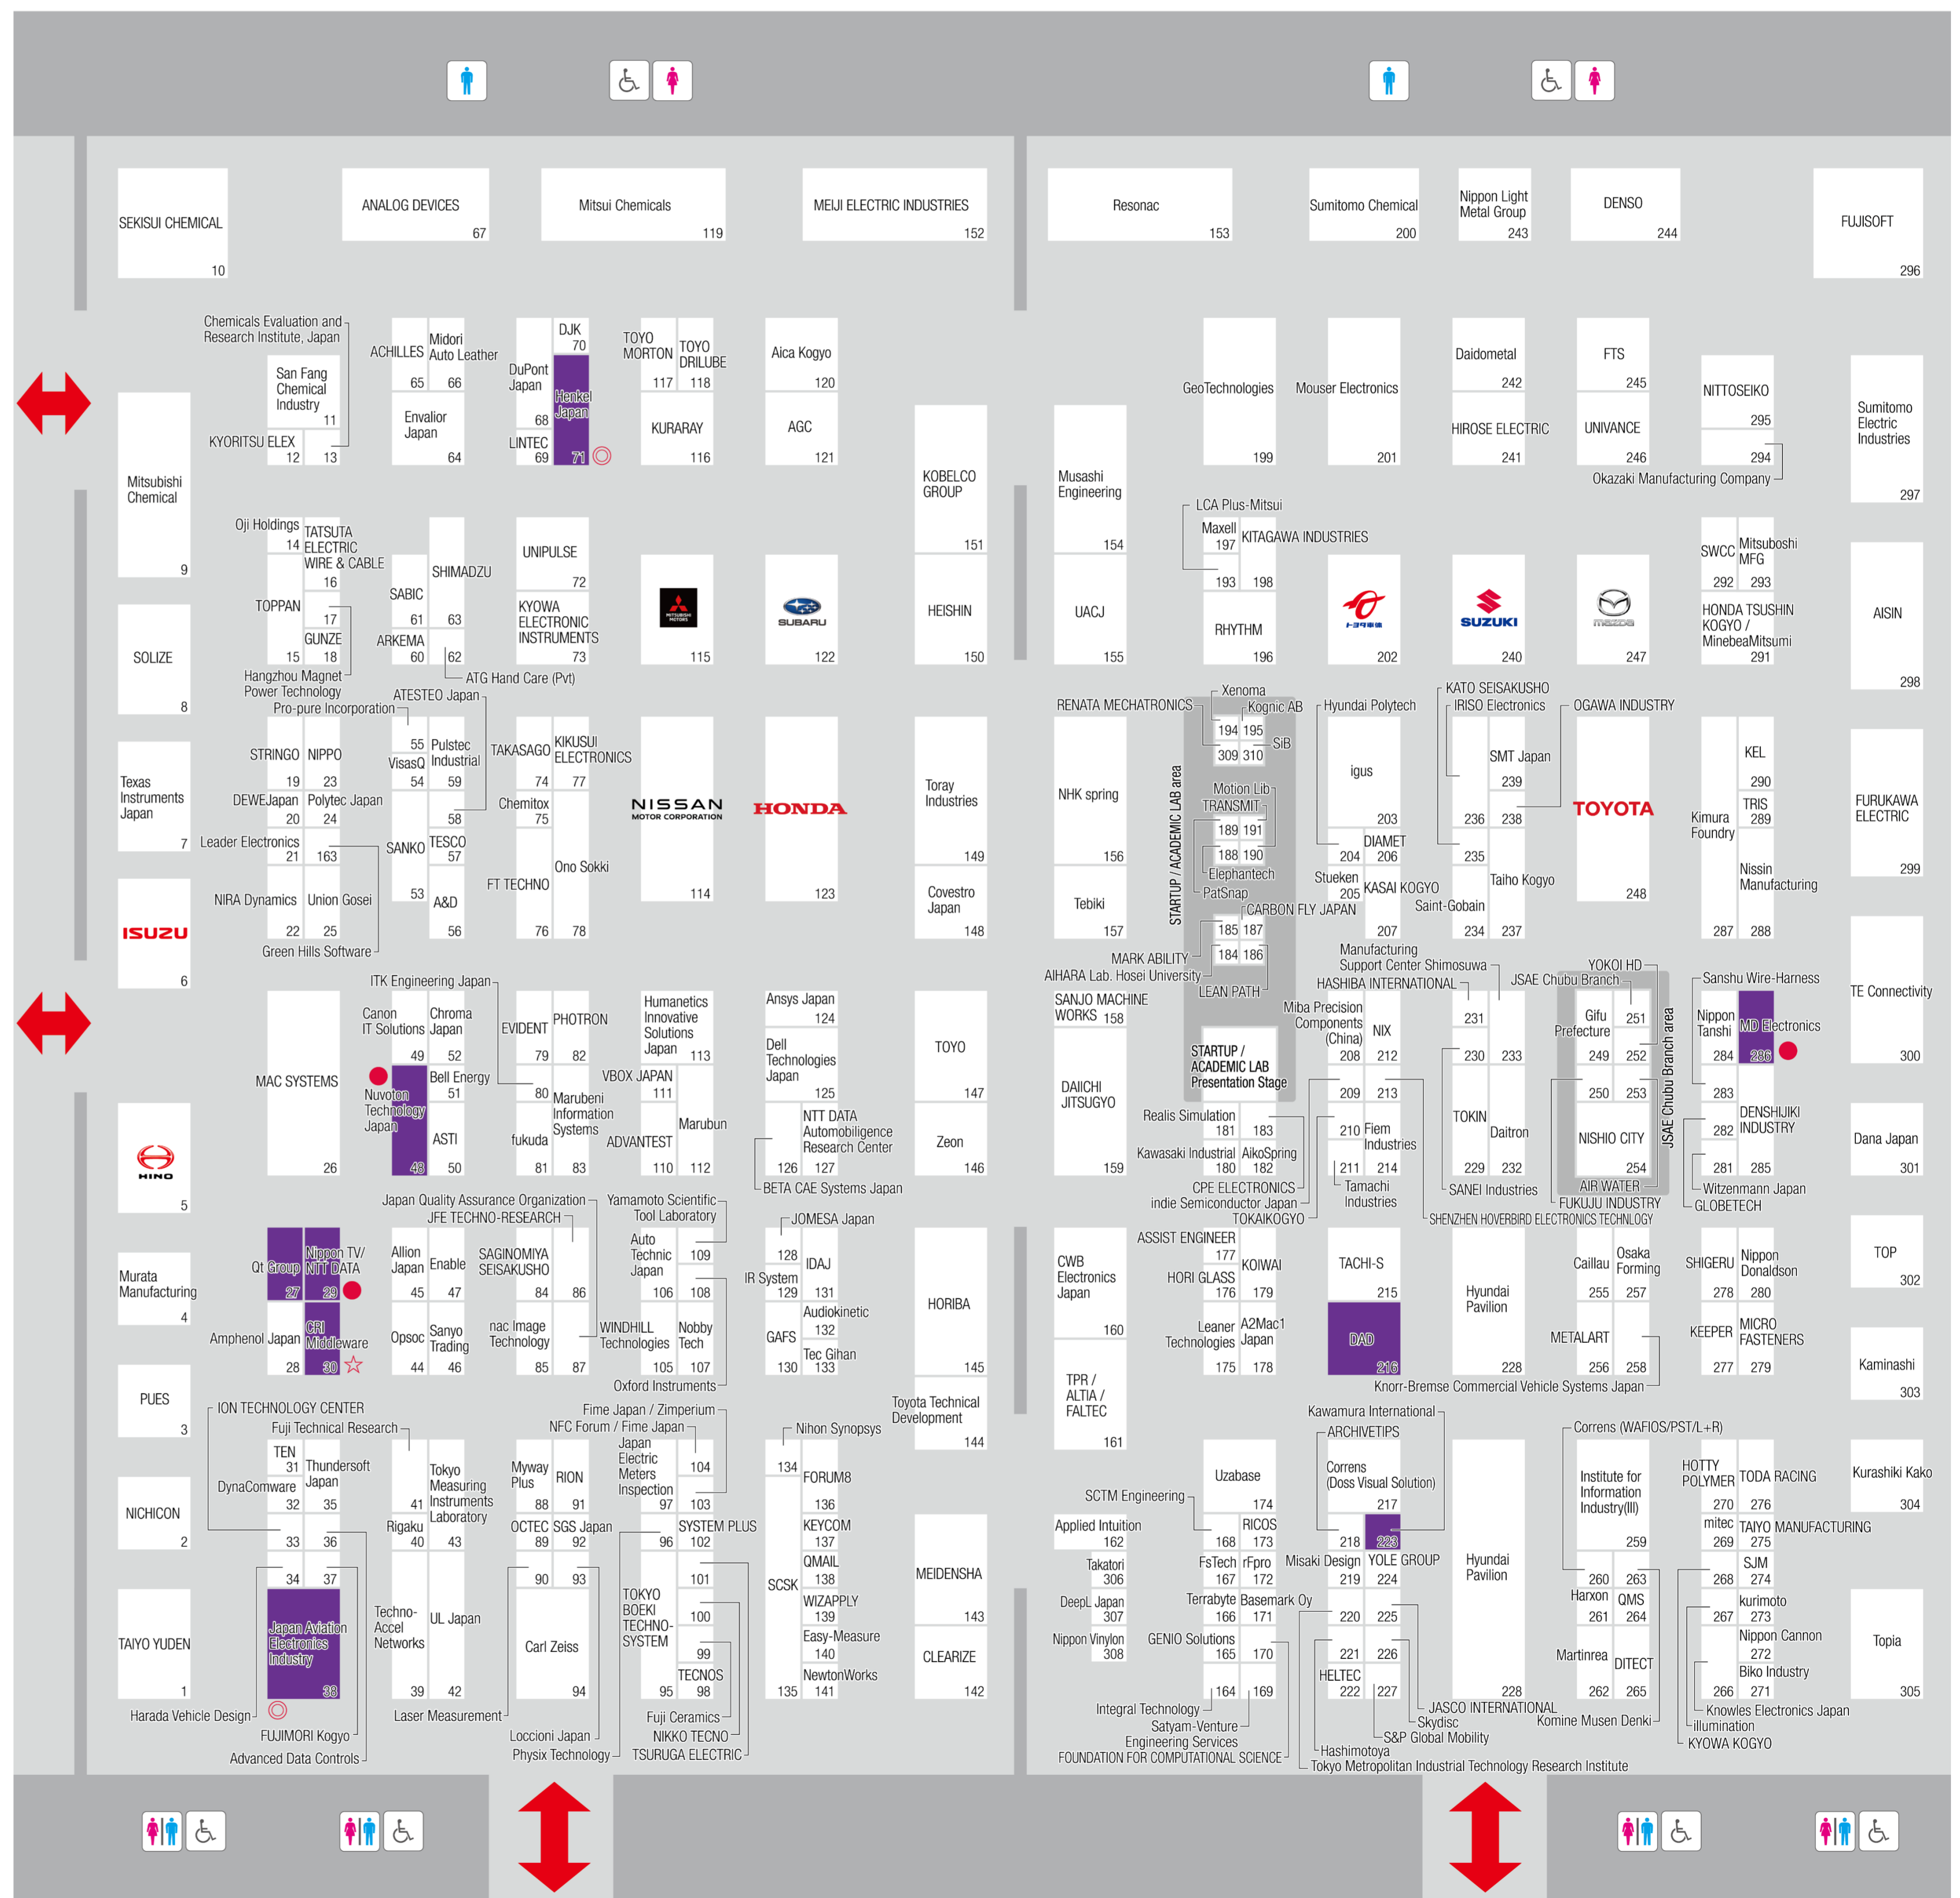 SEKISUI CHEMICAL
10
ANALOG DEVICES
67
Mitsui Chemicals
119
MEIJI ELECTRIC INDUSTRIES
152
Resonac
153
Sumitomo Chemical
200
Nippon Light
Metal Group
243
DENSO
244
FUJISOFT
296
Chemicals Evaluation and
Research Institute, Japan
San Fang
Chemical
Industry
11
KYORITSU ELEX
12
13
ACHILLES
65
Midori
Auto Leather
66
Envalior
Japan
64
DJK
70
DuPont
Japan
68
Henkel
Japan
71
LINTEC
69
TOYO
MORTON
117
TOYO
DRILUBE
118
KURARAY
116
Aica Kogyo
120
AGC
121
Mitsubishi
Chemical
9
KOBELCO
GROUP
151
Musashi
Engineering
154
GeoTechnologies
199
Mouser Electronics
201
Daidometal
242
HIROSE ELECTRIC
241
FTS
245
UNIVANCE
246
NITTOSEIKO
295
294
Okazaki Manufacturing Company
Sumitomo
Electric
Industries
297
Oji Holdings
14
TATSUTA
ELECTRIC
WIRE & CABLE
16
TOPPAN
15
17
GUNZE
18
Hangzhou Magnet
Power Technology
SABIC
61
SHIMADZU
63
ARKEMA
60
62
ATG Hand Care (Pvt)
UNIPULSE
72
KYOWA
ELECTRONIC
INSTRUMENTS
73
MITSUBISHI
MOTORS
115
SUBARU
122
HEISHIN
150
UACJ
155
LCA Plus-Mitsui
Maxell
197
KITAGAWA INDUSTRIES
193
198
RHYTHM
196
トヨタ車体
202
SUZUKI
240
mazda
247
SWCC
292
Mitsuboshi
MFG
293
HONDA TSUSHIN
KOGYO /
MinebeaMitsumi
291
AISIN
298
SOLIZE
8
ATESTEO Japan
Pro-pure Incorporation
STRINGO
19
NIPPO
23
DEWEJapan
20
Polytec Japan
24
Leader Electronics
21
163
NIRA Dynamics
22
Union Gosei
25
Green Hills Software
55
VisasQ
54
Pulstec
Industrial
59
58
SANKO
53
TESCO
57
A&D
56
TAKASAGO
74
KIKUSUI
ELECTRONICS
77
Chemitox
75
FT TECHNO
76
Ono Sokki
78
NISSAN
MOTOR CORPORATION
114
HONDA
123
Toray
Industries
149
Covestro
Japan
148
NHK spring
156
Tebiki
157
RENATA MECHATRONICS
Xenoma
Kognic AB
194
195
309
310
SiB
STARTUP / ACADEMIC LAB area
Motion Lib
TRANSMIT
189
191
188
190
Elephantech
PatSnap
CARBON FLY JAPAN
185
187
184
186
MARK ABILITY
AIHARA Lab. Hosei University
LEAN PATH
Hyundai Polytech
igus
203
204
DIAMET
206
Stueken
205
KASAI KOGYO
207
KATO SEISAKUSHO
IRISO Electronics
OGAWA INDUSTRY
236
SMT Japan
239
238
235
Taiho Kogyo
237
Saint-Gobain
234
TOYOTA
248
Kimura
Foundry
287
KEL
290
TRIS
289
Nissin
Manufacturing
288
FURUKAWA
ELECTRIC
299
Texas
Instruments
Japan
7
ISUZU
6
MAC SYSTEMS
26
ITK Engineering Japan
Canon
IT Solutions
49
Chroma
Japan
52
Nuvoton
Technology
Japan
48
Bell Energy
51
ASTI
50
EVIDENT
79
PHOTRON
82
80
fukuda
81
Marubeni
Information
Systems
83
Humanetics
Innovative
Solutions
Japan
113
VBOX JAPAN
111
ADVANTEST
110
Marubun
112
Ansys Japan
124
Dell
Technologies
Japan
125
126
NTT DATA
Automobiligence
Research Center
127
BETA CAE Systems Japan
TOYO
147
Zeon
146
SANJO MACHINE
WORKS
158
DAIICHI
JITSUGYO
159
STARTUP /
ACADEMIC LAB
Presentation Stage
Realis Simulation
181
183
Kawasaki Industrial
180
AikoSpring
182
CPE ELECTRONICS
indie Semiconductor Japan
TOKAIKOGYO
Miba Precision
Components
(China)
208
NIX
212
209
213
210
Fiem
Industries
214
211
Tamachi
Industries
SHENZHEN HOVERBIRD ELECTRONICS TECHNLOGY
Manufacturing
Support Center Shimosuwa
HASHIBA INTERNATIONAL
231
230
233
TOKIN
229
Daitron
232
SANEI Industries
YOKOI HD
JSAE Chubu Branch
Gifu
Prefecture
249
251
252
250
253
NISHIO CITY
254
AIR WATER
FUKUJU INDUSTRY
JSAE Chubu Branch area
Sanshu Wire-Harness
Nippon
Tanshi
284
MD Electronics
286
283
282
DENSHIJIKI
INDUSTRY
285
281
Witzenmann Japan
GLOBETECH
TE Connectivity
300
Dana Japan
301
HINO
5
Murata
Manufacturing
4
Qt Group
27
Nippon TV/
NTT DATA
29
Amphenol Japan
28
CRI
Middleware
30
Japan Quality Assurance Organization
JFE TECHNO-RESEARCH
Allion
Japan
45
Enable
47
Opsoc
44
Sanyo
Trading
46
SAGINOMIYA
SEISAKUSHO
84
86
nac Image
Technology
85
87
Yamamoto Scientific
Tool Laboratory
Auto
Technic
Japan
106
109
108
WINDHILL
Technologies
105
Nobby
Tech
107
Oxford Instruments
JOMESA Japan
128
IR System
129
IDAJ
131
Audiokinetic
132
GAFS
130
Tec Gihan
133
HORIBA
145
Toyota Technical
Development
144
CWB
Electronics
Japan
160
TPR /
ALTIA /
FALTEC
161
ASSIST ENGINEER
177
HORI GLASS
176
KOIWAI
179
Leaner
Technologies
175
A2Mac1
Japan
178
TACHI-S
215
DAD
216
Hyundai
Pavilion
228
Caillau
255
Osaka
Forming
257
METALART
256
258
Knorr-Bremse Commercial Vehicle Systems Japan
SHIGERU
278
Nippon
Donaldson
280
KEEPER
277
MICRO
FASTENERS
279
TOP
302
Kaminashi
303
PUES
3
NICHICON
2
TAIYO YUDEN
1
ION TECHNOLOGY CENTER
Fuji Technical Research
TEN
31
DynaComware
32
Thundersoft
Japan
35
33
36
34
37
Japan Aviation
Electronics
Industry
38
Harada Vehicle Design
FUJIMORI Kogyo
Advanced Data Controls
41
Rigaku
40
Tokyo
Measuring
Instruments
Laboratory
43
Techno-
Accel
Networks
39
UL Japan
42
Laser Measurement
Myway
Plus
88
RION
91
OCTEC
89
SGS Japan
92
90
93
Carl Zeiss
94
Loccioni Japan
Physix Technology
Fime Japan / Zimperium
NFC Forum / Fime Japan
Japan
Electric
Meters
Inspection
97
104
103
96
SYSTEM PLUS
102
101
TOKYO
BOEKI
TECHNO-
SYSTEM
95
100
99
TECNOS
98
Fuji Ceramics
NIKKO TECNO
TSURUGA ELECTRIC
Nihon Synopsys
134
FORUM8
136
KEYCOM
137
SCSK
135
QMAIL
138
WIZAPPLY
139
Easy-Measure
140
NewtonWorks
141
MEIDENSHA
143
CLEARIZE
142
Applied Intuition
162
Takatori
306
DeepL Japan
307
Nippon Vinylon
308
SCTM Engineering
Uzabase
174
168
RICOS
173
FsTech
167
rFpro
172
Terrabyte
166
Basemark Oy
171
GENIO Solutions
165
170
164
169
Integral Technology
Satyam-Venture
Engineering Services
FOUNDATION FOR COMPUTATIONAL SCIENCE
Kawamura International
ARCHIVETIPS
Correns
(Doss Visual Solution)
217
218
223
Misaki Design
219
YOLE GROUP
224
220
225
221
226
HELTEC
222
227
JASCO INTERNATIONAL
Skydisc
S&P Global Mobility
Hashimotoya
Tokyo Metropolitan Industrial Technology Research Institute
Hyundai
Pavilion
228
Correns (WAFIOS/PST/L+R)
Institute for
Information
Industry(III)
259
260
263
Harxon
261
QMS
264
Martinrea
262
DITECT
265
Komine Musen Denki
HOTTY
POLYMER
270
TODA RACING
276
mitec
269
TAIYO MANUFACTURING
275
268
SJM
274
267
kurimoto
273
Nippon Cannon
272
266
Biko Industry
271
Knowles Electronics Japan
illumination
KYOWA KOGYO
Kurashiki Kako
304
Topia
305